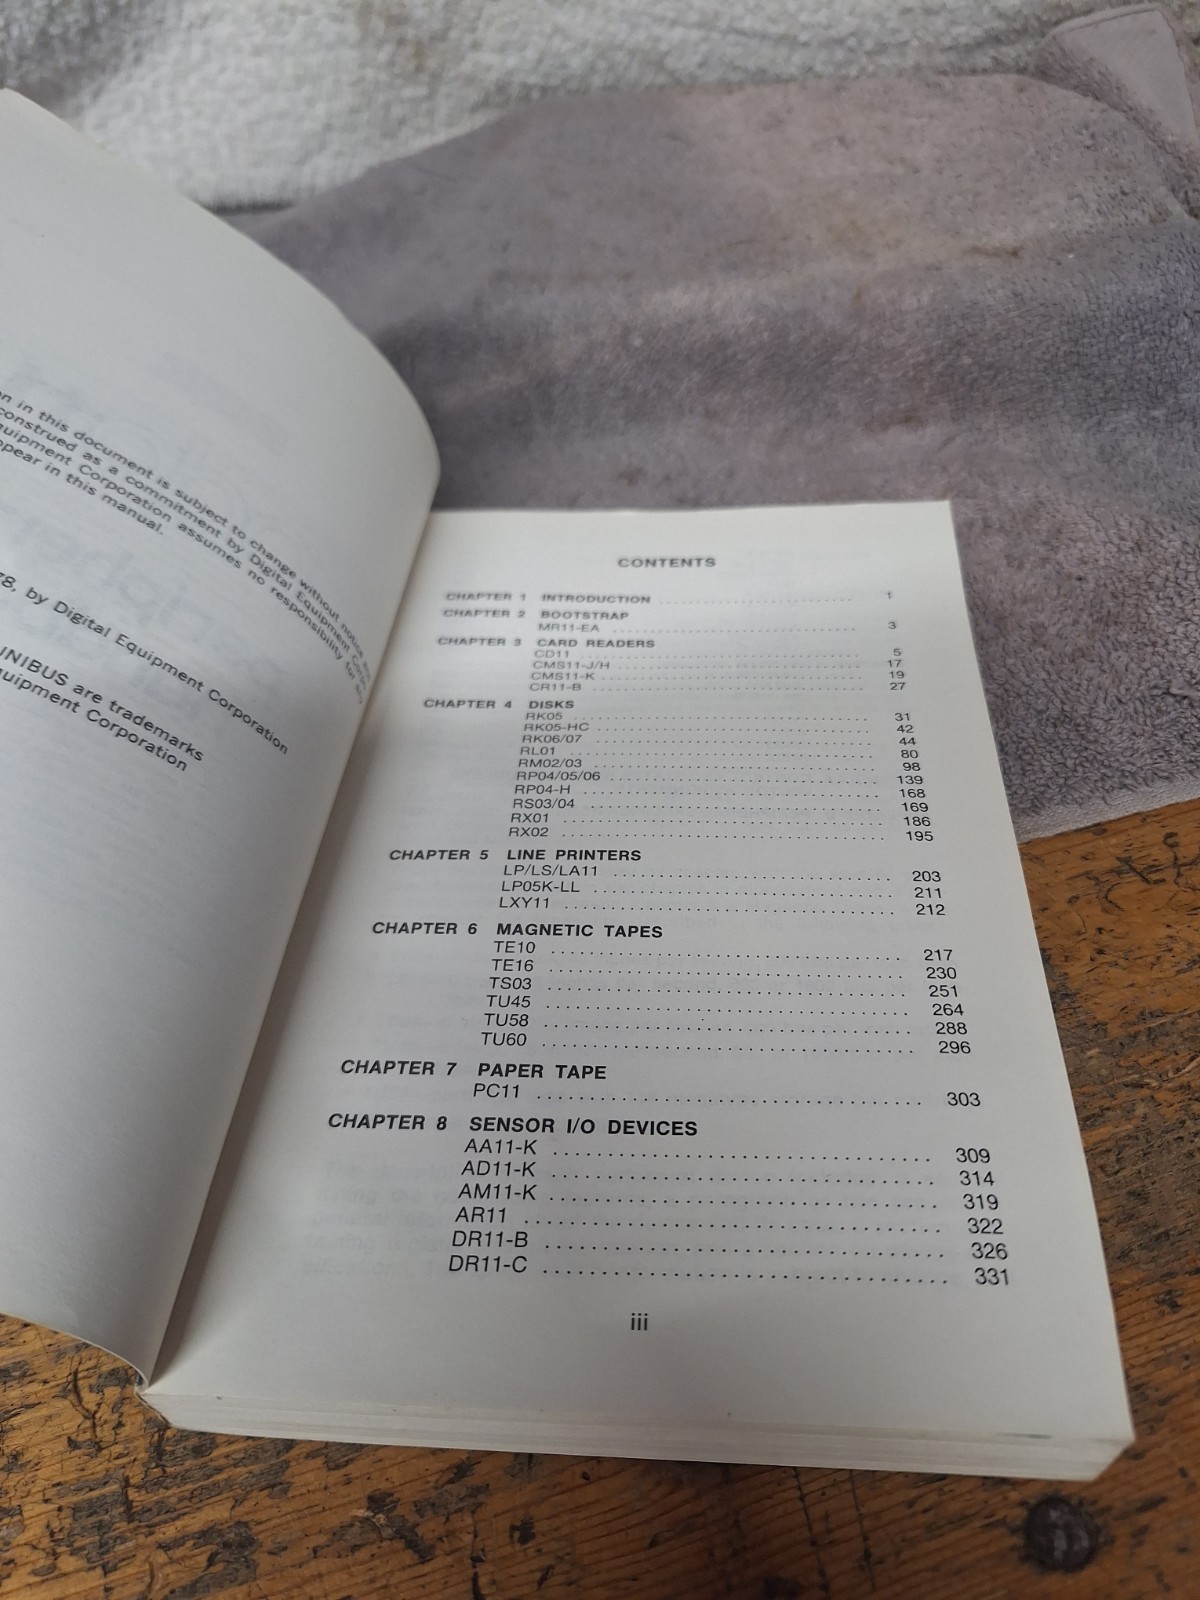 n in this document is subject to change without notice
construed as a commitment by Digital Equipment
quipment Corporation assumes no responsibility for
ppear in this manual.
78, by Digital Equipment Corporation
NIBUS are trademarks
quipment Corporation
CONTENTS
CHAPTER 1 INTRODUCTION .......... 1
CHAPTER 2 BOOTSTRAP
MR11-EA .......... 3
CHAPTER 3 CARD READERS
CD11 .......... 5
CMS11-J/H .......... 17
CMS11-K .......... 19
CR11-B .......... 27
CHAPTER 4 DISKS
RK05 .......... 31
RK05-HC .......... 42
RK06/07 .......... 44
RL01 .......... 80
RM02/03 .......... 98
RP04/05/06 .......... 139
RP04-H .......... 168
RS03/04 .......... 169
RX01 .......... 186
RX02 .......... 195
CHAPTER 5 LINE PRINTERS
LP/LS/LA11 .......... 203
LP05K-LL .......... 211
LXY11 .......... 212
CHAPTER 6 MAGNETIC TAPES
TE10 .......... 217
TE16 .......... 230
TS03 .......... 251
TU45 .......... 264
TU58 .......... 288
TU60 .......... 296
CHAPTER 7 PAPER TAPE
PC11 .......... 303
CHAPTER 8 SENSOR I/O DEVICES
AA11-K .......... 309
AD11-K .......... 314
AM11-K .......... 319
AR11 .......... 322
DR11-B .......... 326
DR11-C .......... 331
iii